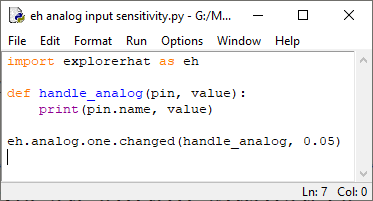 eh analog input sensitivity.py - G:/M...
File Edit Format Run Options Window Help
import explorerhat as eh
def handle_analog(pin, value):
    print(pin.name, value)
eh.analog.one.changed(handle_analog, 0.05)
Ln: 7 Col: 0